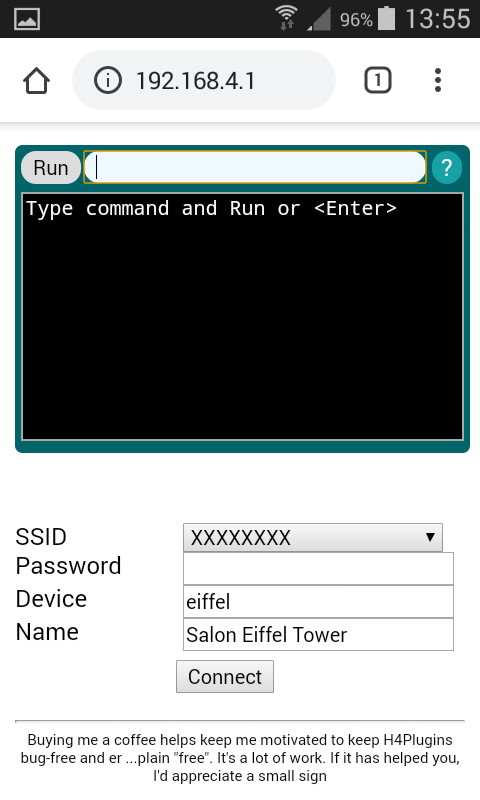 96% 13:55
192.168.4.1 1
Run ?
Type command and Run or <Enter>
SSID XXXXXXXX
Password
Device eiffel
Name Salon Eiffel Tower
Connect
Buying me a coffee helps keep me motivated to keep H4Plugins
bug-free and er ...plain "free". It's a lot of work. If it has helped you,
I'd appreciate a small sign